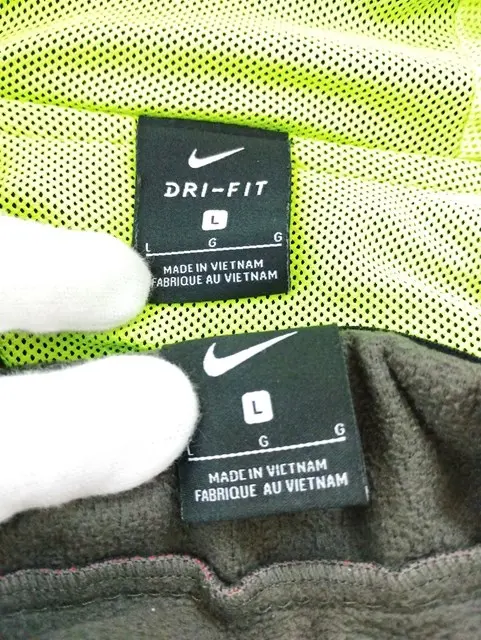 DRI-FIT
L
L G G
MADE IN VIETNAM
FABRIQUE AU VIETNAM
L
L G G
MADE IN VIETNAM
FABRIQUE AU VIETNAM